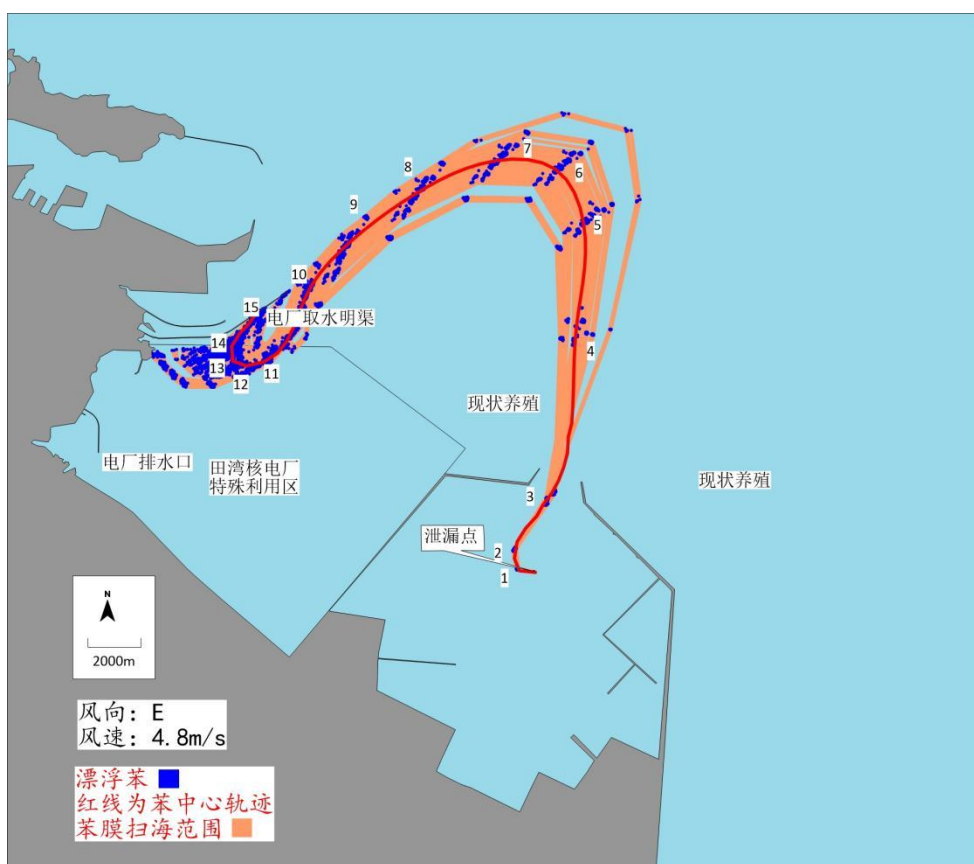 7
8
6
9
5
10
15
电厂取水明渠
14
4
13
11
12
现状养殖
电厂排水口
田湾核电厂
特殊利用区
现状养殖
3
泄漏点
2
1
N
2000m
风向: E
风速: 4.8m/s
漂浮苯
红线为苯中心轨迹
苯膜扫海范围